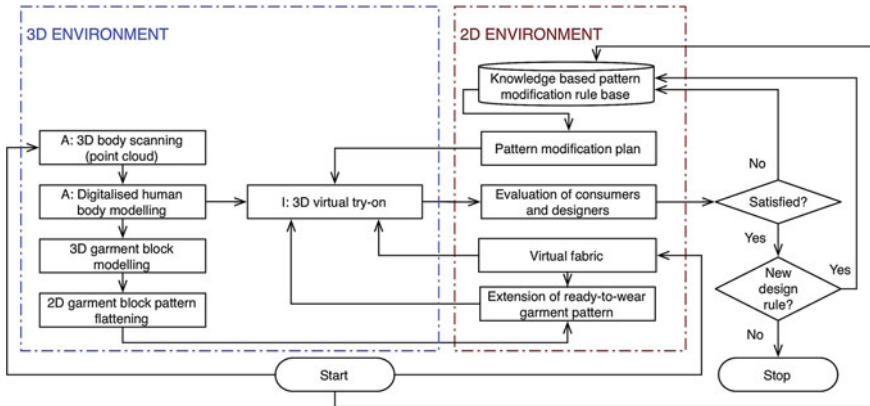 3D ENVIRONMENT
2D ENVIRONMENT
Knowledge based pattern
modification rule base
A: 3D body scanning
(point cloud)
Pattern modification plan
No
A: Digitalised human
body modelling
I: 3D virtual try-on
Evaluation of consumers
and designers
Satisfied?
Yes
3D garment block
modelling
Virtual fabric
New
design
rule?
Yes
2D garment block pattern
flattening
Extension of ready-to-wear
garment pattern
No
Start
Stop